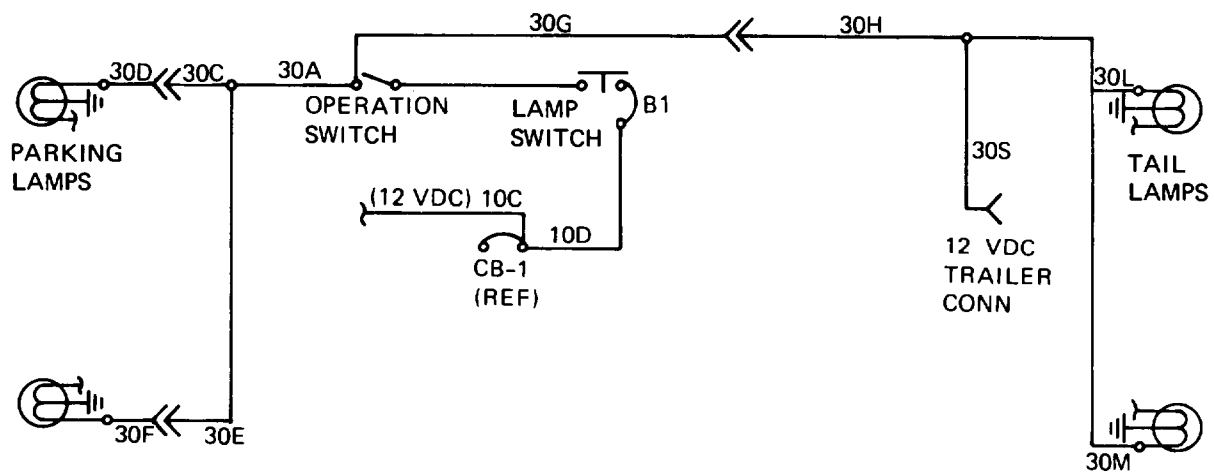 30G
30H
30D
30C
30A
30L
OPERATION
SWITCH
LAMP
SWITCH
B1
PARKING
LAMPS
30S
TAIL
LAMPS
(12 VDC) 10C
10D
CB-1
(REF)
12 VDC
TRAILER
CONN
30F
30E
30M